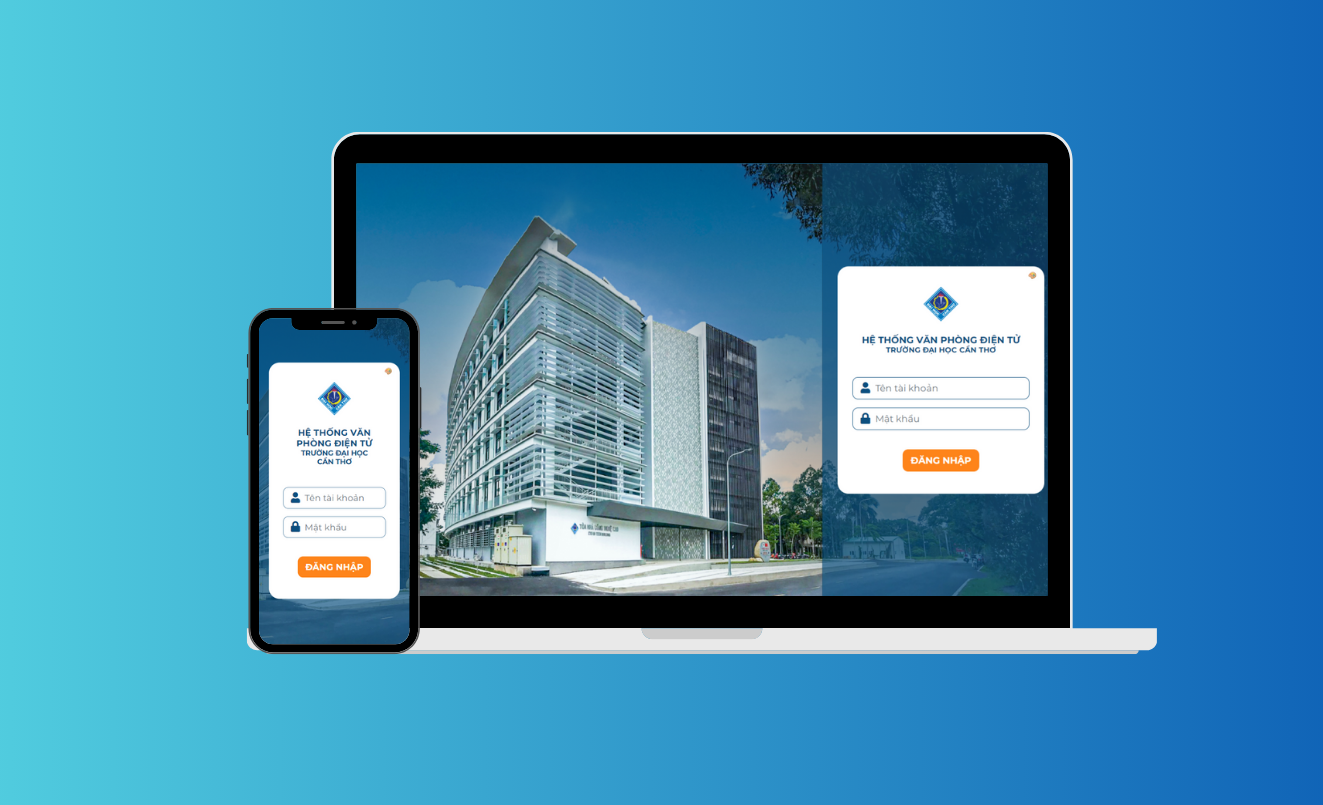 HỆ THỐNG VĂN PHÒNG ĐIỆN TỬ
TRƯỜNG ĐẠI HỌC CẦN THƠ
Tên tài khoản
Mật khẩu
ĐĂNG NHẬP
HỆ THỐNG VĂN
PHÒNG ĐIỆN TỬ
TRƯỜNG ĐẠI HỌC
CẦN THƠ
Tên tài khoản
Mật khẩu
ĐĂNG NHẬP